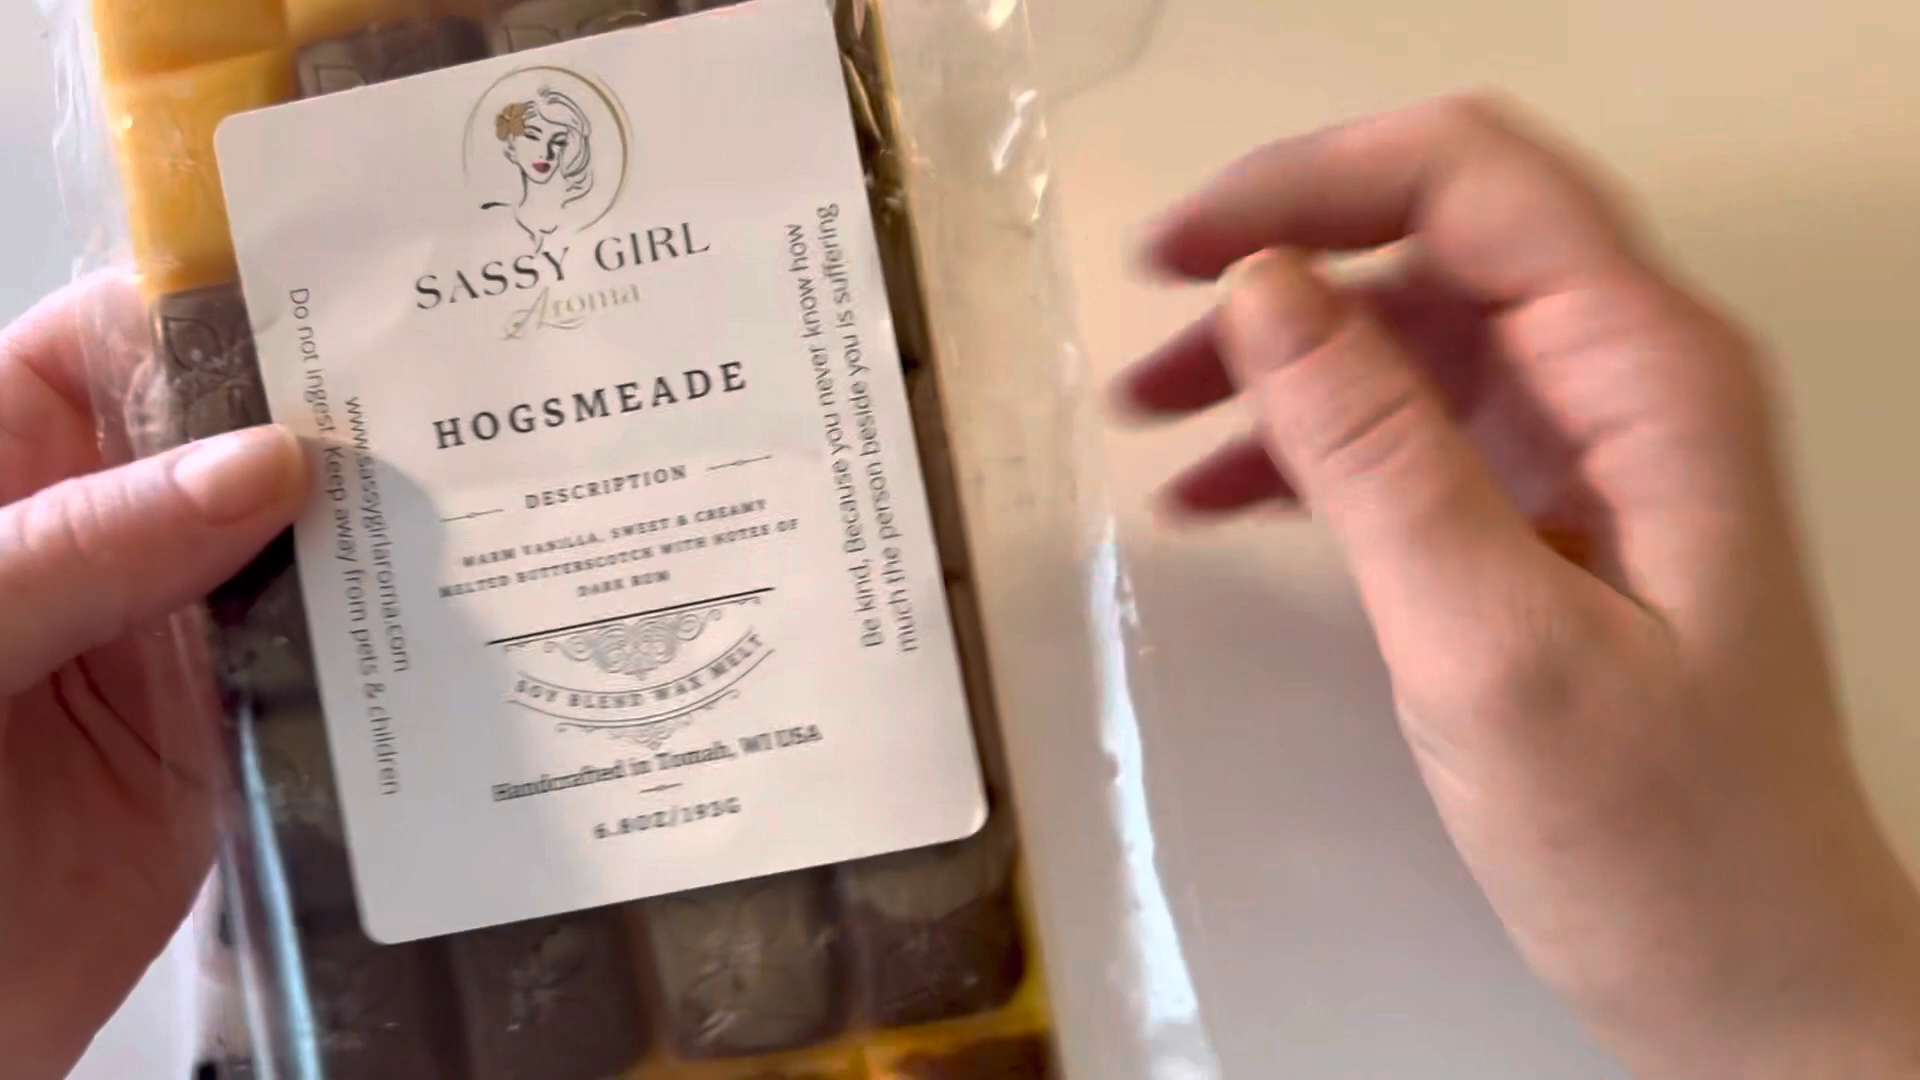 SASSY GIRL
Aroma
HOGSMEADE
DESCRIPTION
WARM VANILLA, SWEET & CREAMY
MELTED BUTTERSCOTCH WITH NOTES OF
DARK RUM
SOY BLEND WAX MELT
Handcrafted in Tomah, WI USA
6.8OZ/193G
www.sassygirlaroma.com
Do not ingest. Keep away from pets & children
Be kind, Because you never know how
much the person beside you is suffering